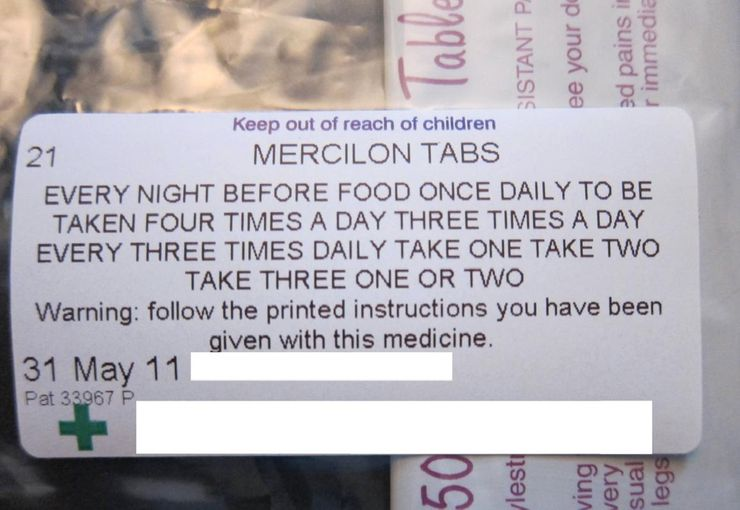 Keep out of reach of children
21 MERCILON TABS
EVERY NIGHT BEFORE FOOD ONCE DAILY TO BE
TAKEN FOUR TIMES A DAY THREE TIMES A DAY
EVERY THREE TIMES DAILY TAKE ONE TAKE TWO
TAKE THREE ONE OR TWO
Warning: follow the printed instructions you have been
given with this medicine.
31 May 11
Pat 33967 P
Table
SISTANT
ee your
ed pains
r immedia
50
lest
ving
very
sual
legs